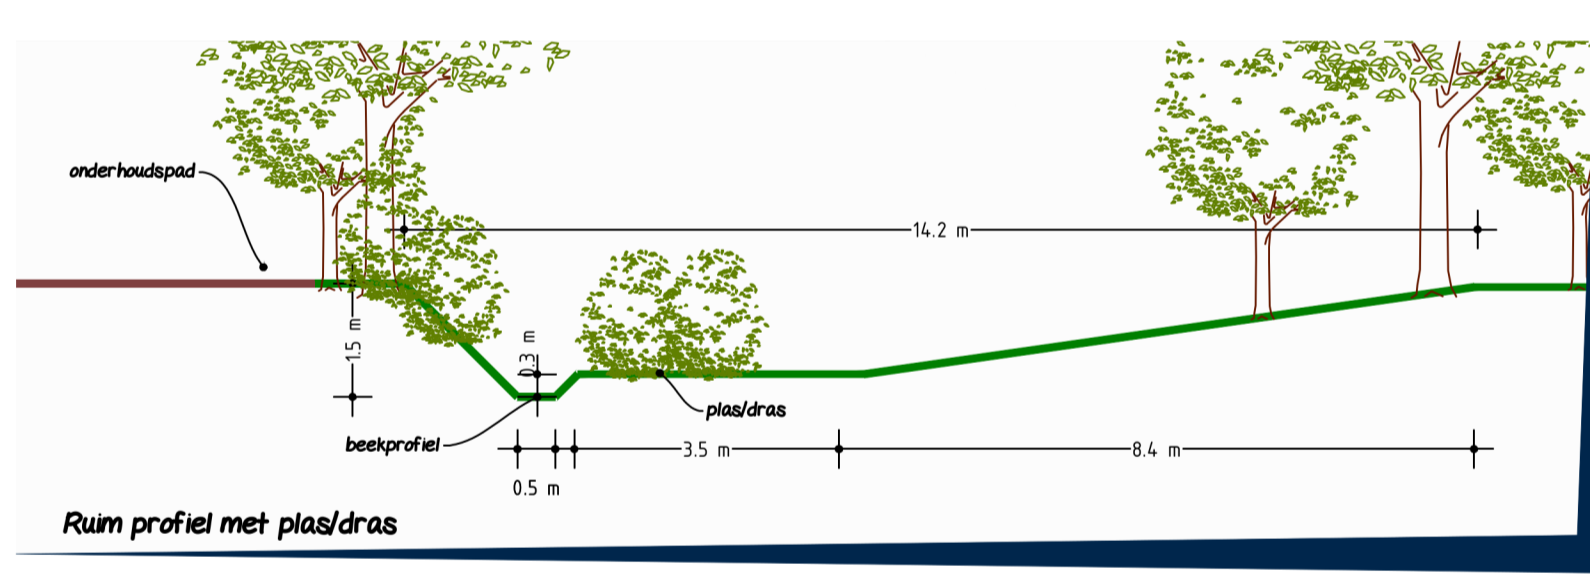 onderhoudspad
14.2 m
1.5 m
0.3 m
plas/dras
beekprofiel
3.5 m
8.4 m
0.5 m
Ruim profiel met plas/dras